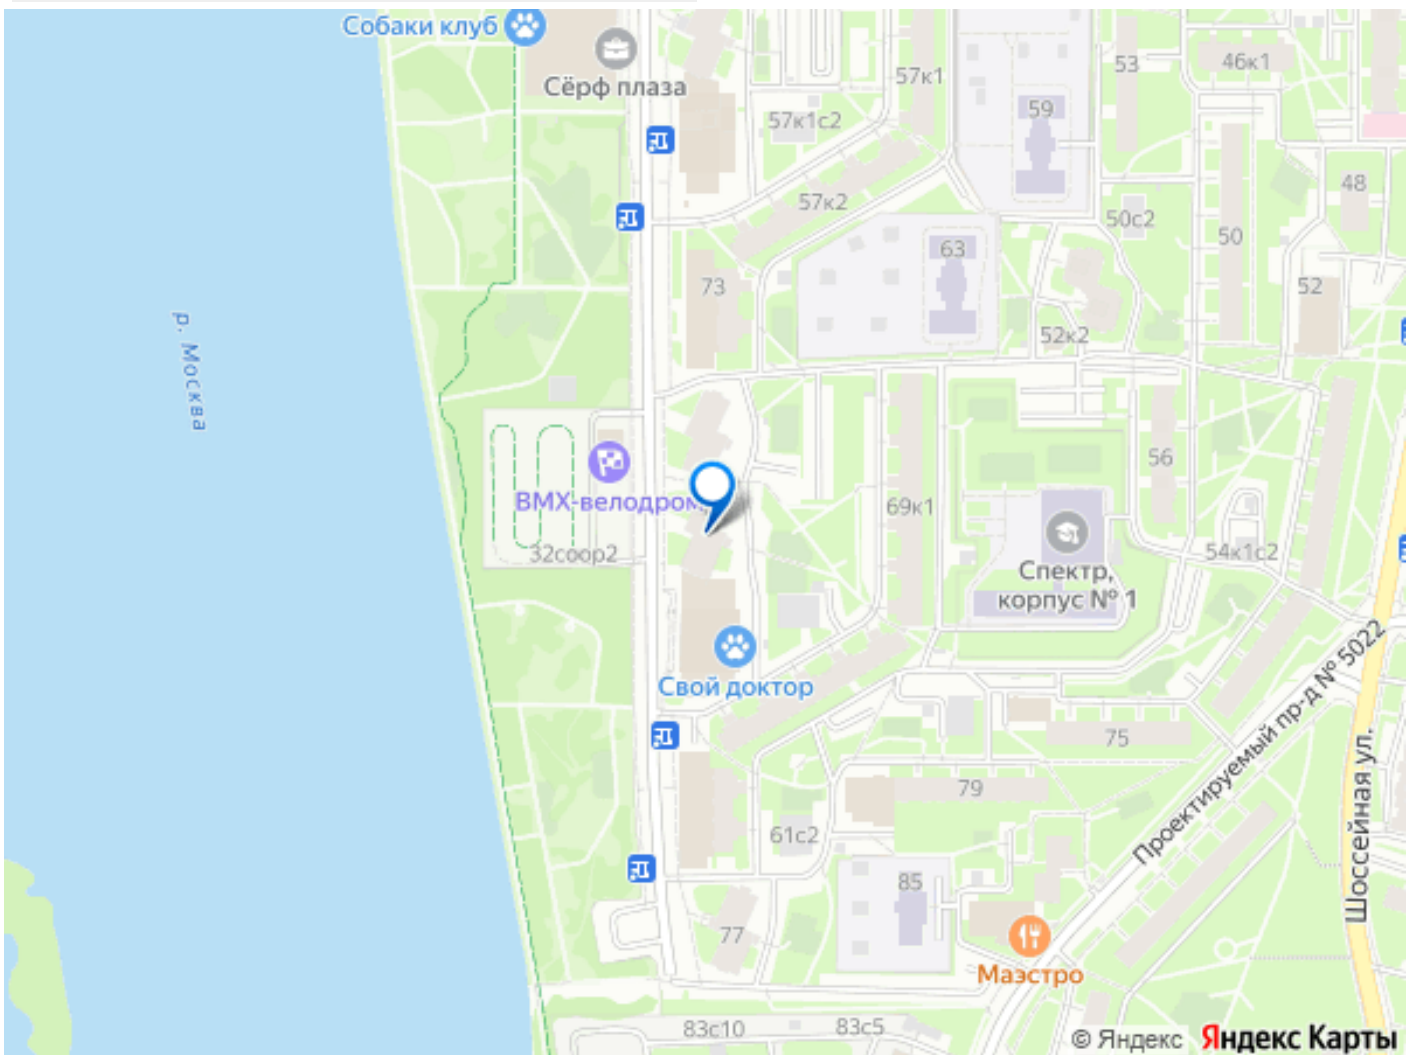 Собаки клуб
Сёрф плаза
57к1
53
46к1
59
57к1с2
48
57к2
50с2
50
63
73
52
52к2
р. Москва
56
ВМХ-велодром
69к1
32соор2
54к1с2
Спектр,
корпус № 1
Свой доктор
Проектируемый пр-д № 5022
75
79
Шоссейная ул.
61с2
85
77
Маэстро
83с10
83с5
© Яндекс Яндекс Карты